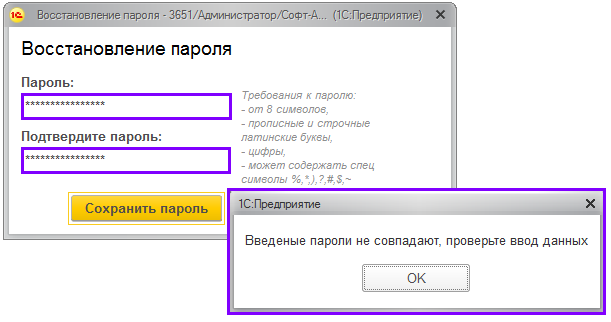 1С Восстановление пароля - 3651/Администратор/Софт-А... (1С:Предприятие)
Восстановление пароля
Пароль:
****************
Подтвердите пароль:
****************
Требования к паролю:
- от 8 символов,
- прописные и строчные
латинские буквы,
- цифры,
- может содержать спец
символы %,*,),?,#,$,~
Сохранить пароль
1С:Предприятие
Введеные пароли не совпадают, проверьте ввод данных
OK